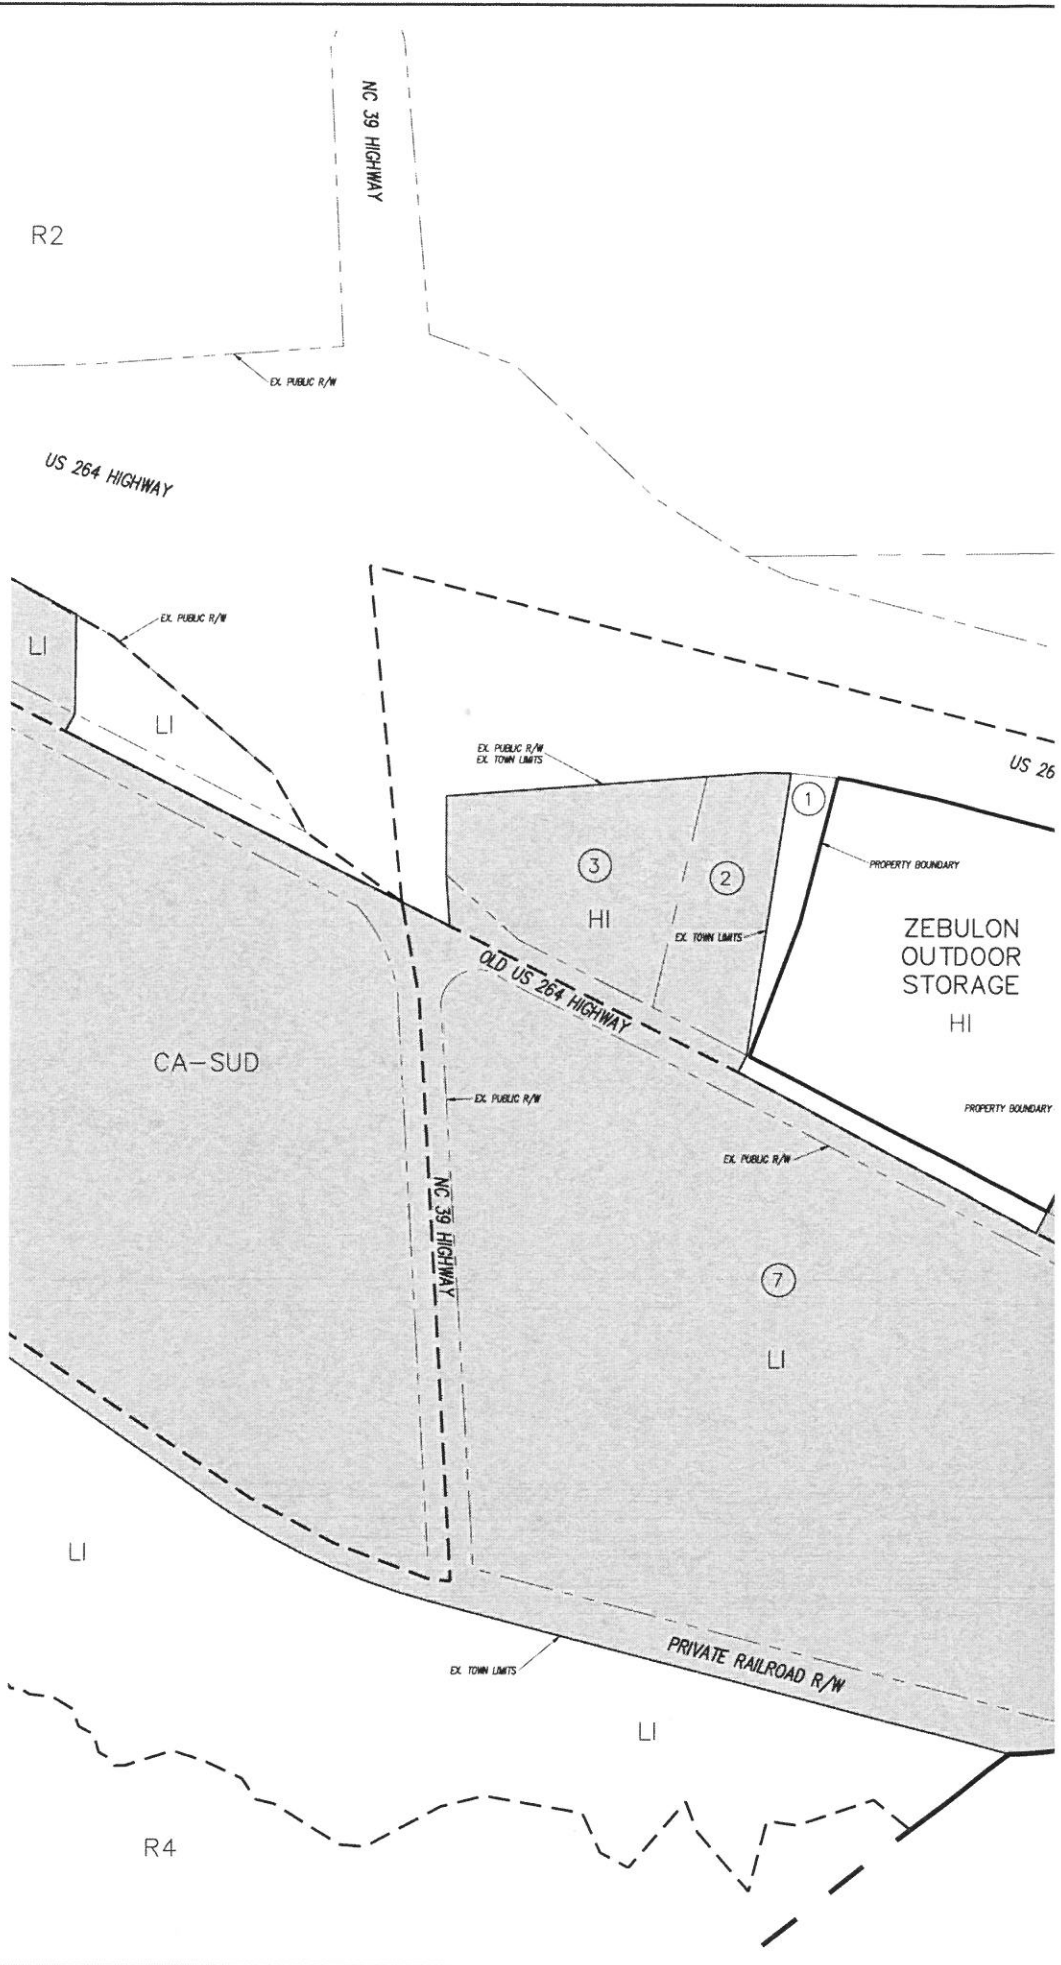 NC 39 HIGHWAY
R2
EX. PUBLIC R/W
US 264 HIGHWAY
EX. PUBLIC R/W
LI
LI
EX. PUBLIC R/W
EX. TOWN LIMITS
US 26
1
PROPERTY BOUNDARY
3
2
HI
EX. TOWN LIMITS
ZEBULON
OUTDOOR
STORAGE
HI
OLD US 264 HIGHWAY
CA-SUD
EX. PUBLIC R/W
PROPERTY BOUNDARY
EX. PUBLIC R/W
NC 39 HIGHWAY
7
LI
LI
PRIVATE RAILROAD R/W
EX. TOWN LIMITS
LI
R4